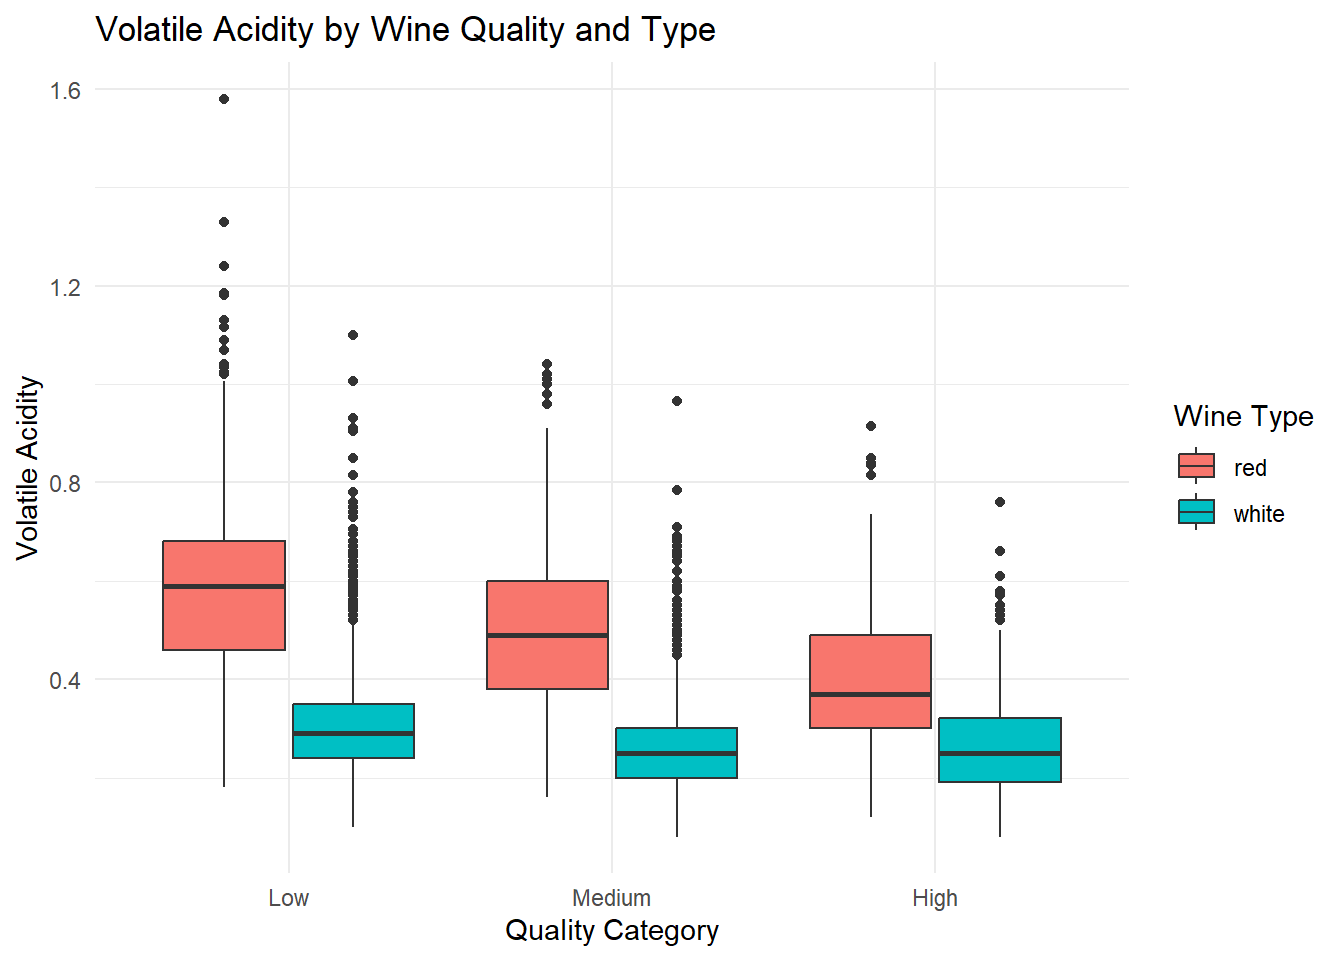 Volatile Acidity by Wine Quality and Type
Volatile Acidity
1.6
1.2
0.8
0.4
Low
Medium
High
Quality Category
Wine Type
red
white